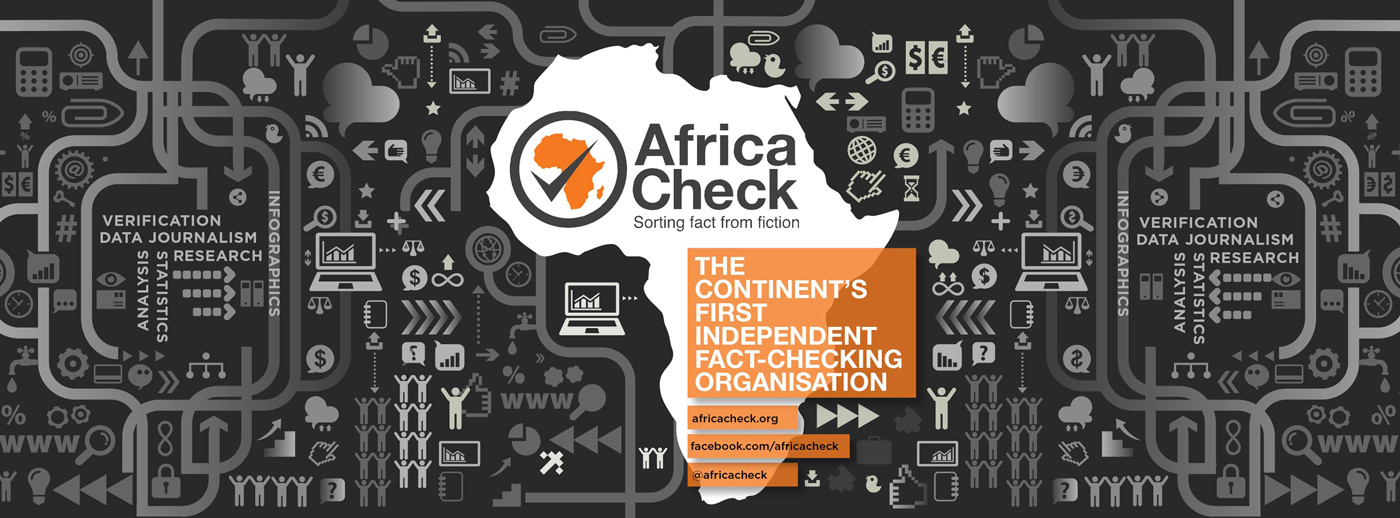 Africa
Check
Sorting fact from fiction
THE
CONTINENT'S
FIRST
INDEPENDENT
FACT-CHECKING
ORGANISATION
africacheck.org
facebook.com/africacheck
@africacheck
VERIFICATION
DATA JOURNALISM
RESEARCH
ANALYSIS
STATISTICS
INFOGRAPHICS
WWW
%
%
WWW
%
#
$
€
$
€
@
$
?
$
?
www
%
INFOGRAPHICS
VERIFICATION
DATA JOURNALISM
RESEARCH
ANALYSIS
STATISTICS
$
€
$
€
€
#
@
%
%
#
$
?
?
%
WWW